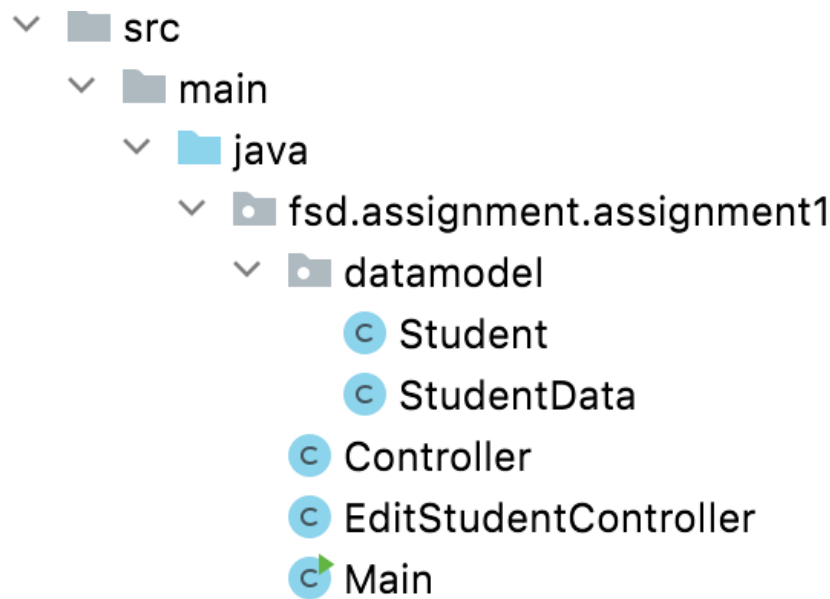 src
main
java
fsd.assignment.assignment1
datamodel
C Student
C StudentData
C Controller
C EditStudentController
C Main